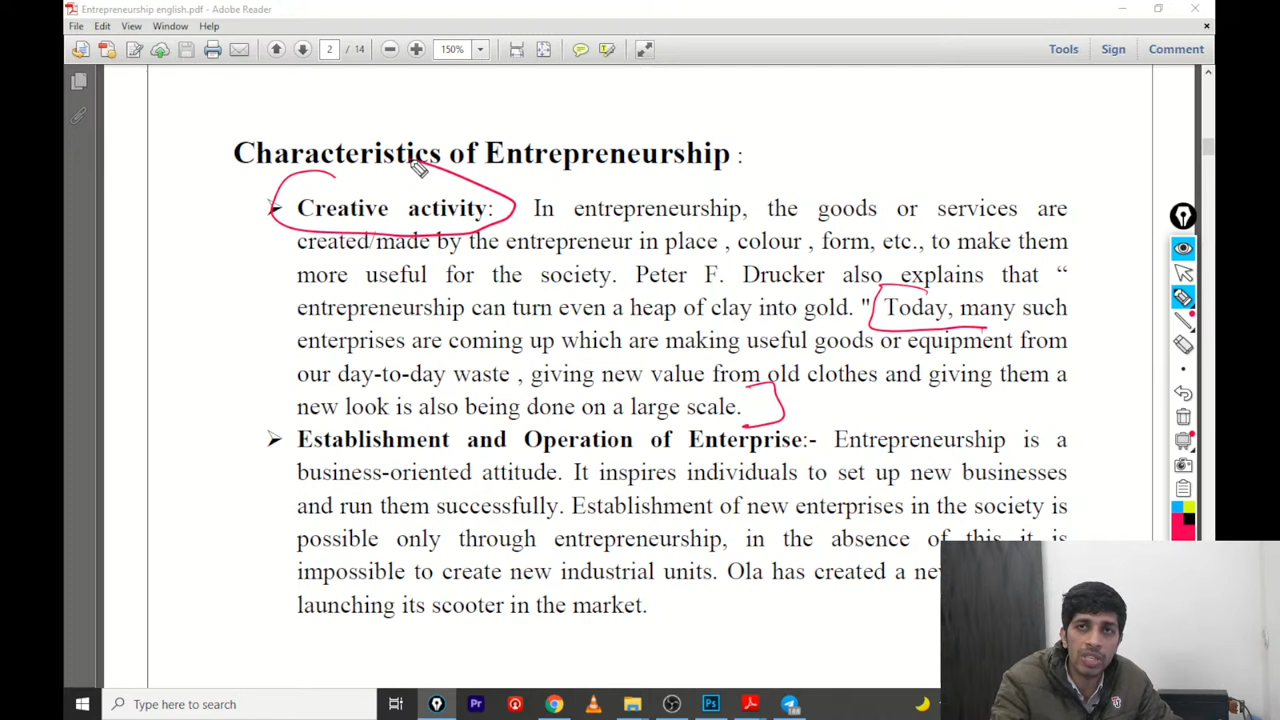 Entrepreneurship english.pdf - Adobe Reader
File Edit View Window Help
2 / 14 150% Tools Sign Comment
Characteristics of Entrepreneurship :
Creative activity: In entrepreneurship, the goods or services are
created/made by the entrepreneur in place , colour , form, etc., to make them
more useful for the society. Peter F. Drucker also explains that “
entrepreneurship can turn even a heap of clay into gold. " Today, many such
enterprises are coming up which are making useful goods or equipment from
our day-to-day waste , giving new value from old clothes and giving them a
new look is also being done on a large scale.
Establishment and Operation of Enterprise:- Entrepreneurship is a
business-oriented attitude. It inspires individuals to set up new businesses
and run them successfully. Establishment of new enterprises in the society is
possible only through entrepreneurship, in the absence of this it is
impossible to create new industrial units. Ola has created a
launching its scooter in the market.
Type here to search
Pr
Ps